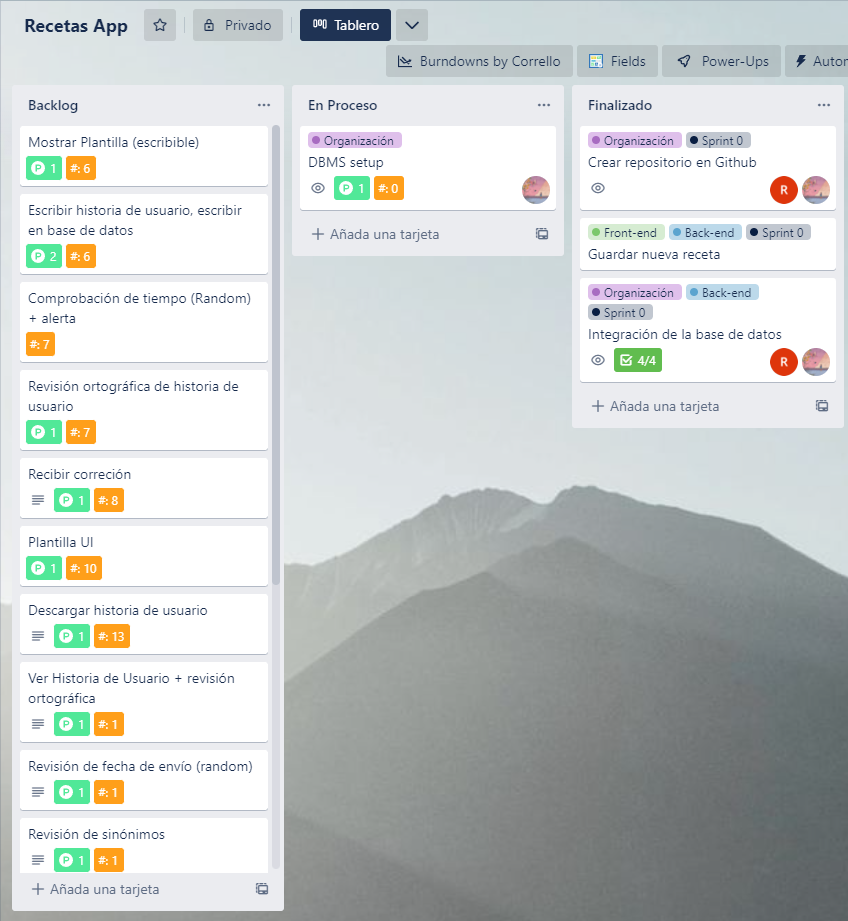 Recetas App
Privado
Tablero
Burndowns by Corrello
Fields
Power-Ups
Autor
Backlog
Mostrar Plantilla (escribible)
P 1 #: 6
Escribir historia de usuario, escribir
en base de datos
P 2 #: 6
Comprobación de tiempo (Random)
+ alerta
#: 7
Revisión ortográfica de historia de
usuario
P 1 #: 7
Recibir correción
P 1 #: 8
Plantilla UI
P 1 #: 10
Descargar historia de usuario
P 1 #: 13
Ver Historia de Usuario + revisión
ortográfica
P 1 #: 1
Revisión de fecha de envío (random)
P 1 #: 1
Revisión de sinónimos
P 1 #: 1
Añada una tarjeta
En Proceso
Organización
DBMS setup
P 1 #: 0
Añada una tarjeta
Finalizado
Organización Sprint 0
Crear repositorio en Github
R
Front-end Back-end Sprint 0
Guardar nueva receta
Organización Back-end
Sprint 0
Integración de la base de datos
4/4 R
Añada una tarjeta